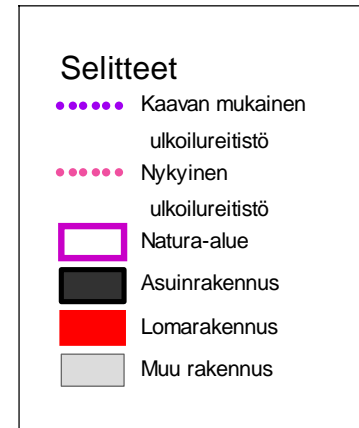 Selitteet
Kaavan mukainen
ulkoilureitistö
Nykyinen
ulkoilureitistö
Natura-alue
Asuinrakennus
Lomarakennus
Muu rakennus